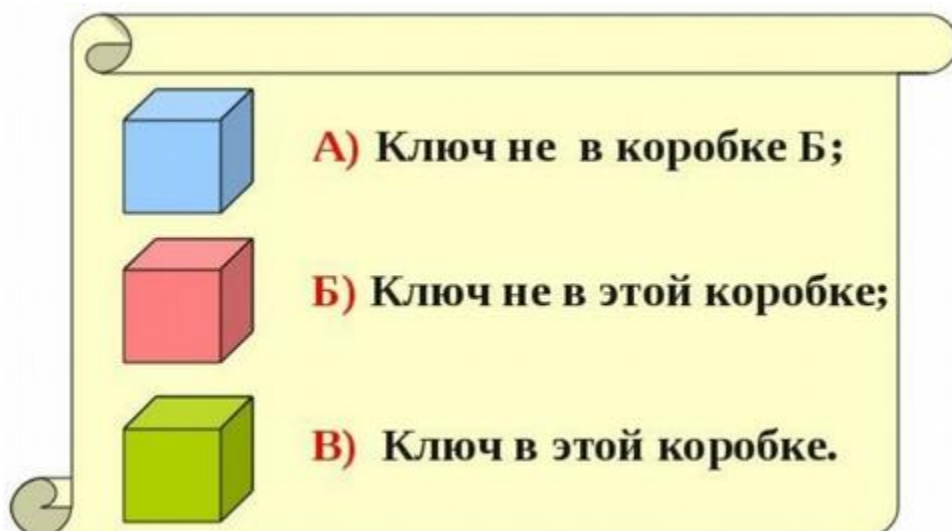 А) Ключ не в коробке Б;
Б) Ключ не в этой коробке;
В) Ключ в этой коробке.